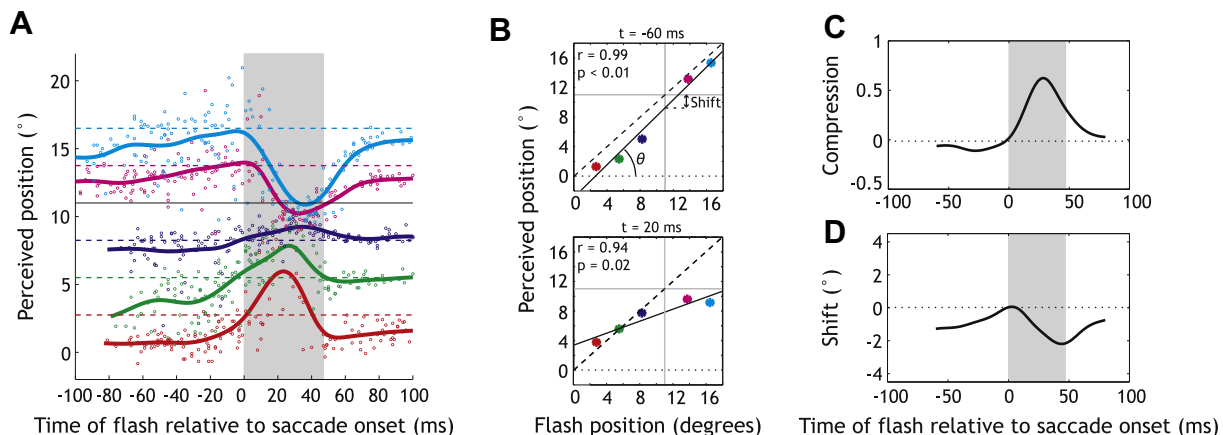 A
Perceived position (°)
20
15
10
5
0
-100 -80 -60 -40 -20 0 20 40 60 80 100
Time of flash relative to saccade onset (ms)
B
t = -60 ms
r = 0.99
p < 0.01
Shift
θ
16
12
8
4
0
0 4 8 12 16
t = 20 ms
r = 0.94
p = 0.02
Perceived position (°)
16
12
8
4
0
0 4 8 12 16
Flash position (degrees)
C
Compression
1
0.5
0
-0.5
-100 -50 0 50 100
D
Shift (°)
4
2
0
-2
-4
-100 -50 0 50 100
Time of flash relative to saccade onset (ms)